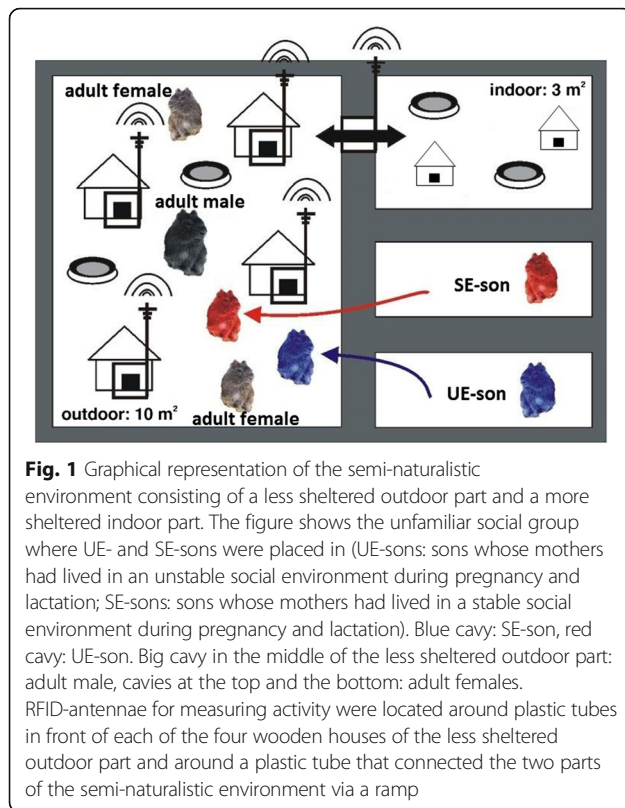 adult female
indoor: 3 m²
adult male
SE-son
UE-son
outdoor: 10 m²
adult female
Fig. 1 Graphical representation of the semi-naturalistic
environment consisting of a less sheltered outdoor part and a more
sheltered indoor part. The figure shows the unfamiliar social group
where UE- and SE-sons were placed in (UE-sons: sons whose mothers
had lived in an unstable social environment during pregnancy and
lactation; SE-sons: sons whose mothers had lived in a stable social
environment during pregnancy and lactation). Blue cavy: SE-son, red
cavy: UE-son. Big cavy in the middle of the less sheltered outdoor part:
adult male, cavies at the top and the bottom: adult females.
RFID-antennae for measuring activity were located around plastic tubes
in front of each of the four wooden houses of the less sheltered
outdoor part and around a plastic tube that connected the two parts
of the semi-naturalistic environment via a ramp